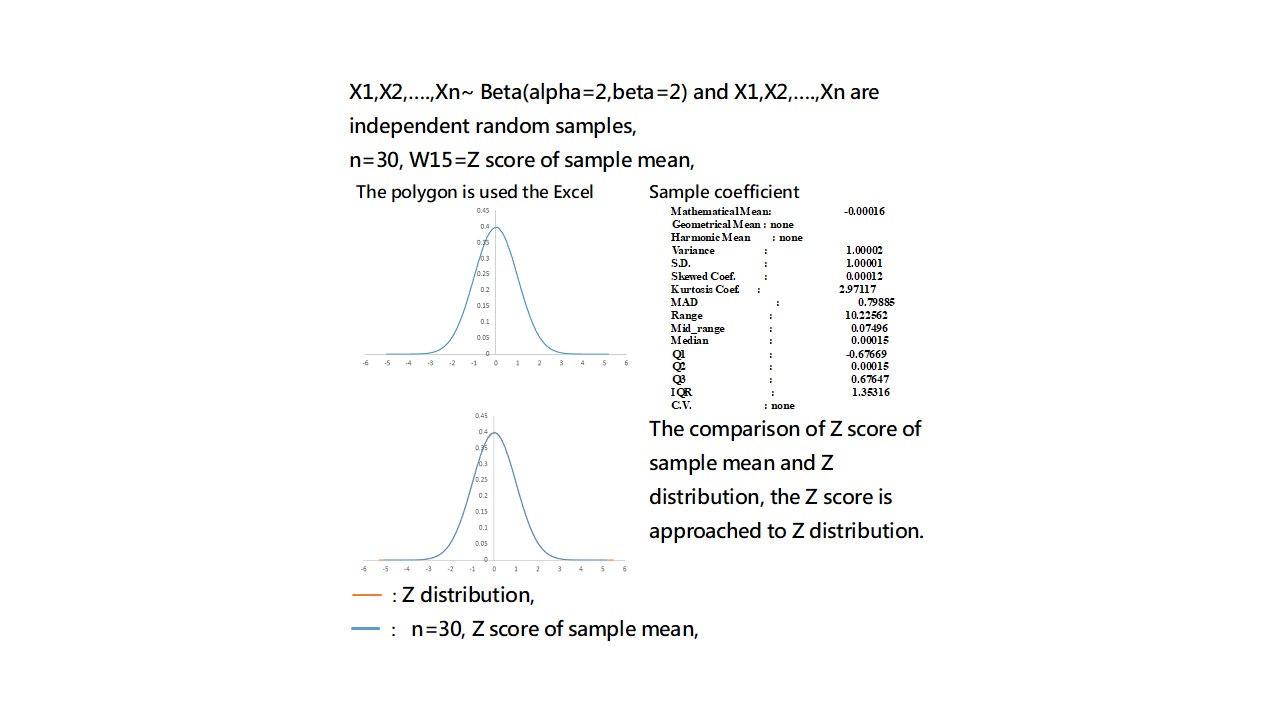 X1,X2,....,Xn~ Beta(alpha=2,beta=2) and X1,X2,....,Xn are
independent random samples,
n=30, W15=Z score of sample mean,
The polygon is used the Excel
0.45
0.4
0.35
0.3
0.25
0.2
0.15
0.1
0.05
0
-6 -5 -4 -3 -2 -1 0 1 2 3 4 5 6
Sample coefficient
Mathematical Mean: -0.00016
Geometrical Mean : none
Harmonic Mean : none
Variance : 1.00002
S.D. : 1.00001
Skewed Coef. : 0.00012
Kurtosis Coef. : 2.97117
MAD : 0.79885
Range : 10.22562
Mid_range : 0.07496
Median : 0.00015
Q1 : -0.67669
Q2 : 0.00015
Q3 : 0.67647
IQR : 1.35316
C.V. : none
0.45
0.4
0.35
0.3
0.25
0.2
0.15
0.1
0.05
0
-6 -5 -4 -3 -2 -1 0 1 2 3 4 5 6
The comparison of Z score of
sample mean and Z
distribution, the Z score is
approached to Z distribution.
: Z distribution,
: n=30, Z score of sample mean,